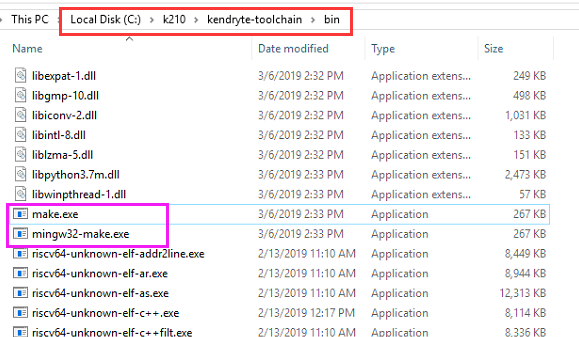 This PC > Local Disk (C:) > k210 > kendryte-toolchain > bin
Name Date modified Type Size
libexpat-1.dll 3/6/2019 2:32 PM Application extens... 249 KB
libgmp-10.dll 3/6/2019 2:32 PM Application extens... 498 KB
libiconv-2.dll 3/6/2019 2:32 PM Application extens... 1,031 KB
libintl-8.dll 3/6/2019 2:32 PM Application extens... 133 KB
liblzma-5.dll 3/6/2019 2:32 PM Application extens... 151 KB
libpython3.7m.dll 3/6/2019 2:33 PM Application extens... 2,473 KB
libwinpthread-1.dll 3/6/2019 2:33 PM Application extens... 57 KB
make.exe 3/6/2019 2:33 PM Application 267 KB
mingw32-make.exe 3/6/2019 2:33 PM Application 267 KB
riscv64-unknown-elf-addr2line.exe 2/13/2019 11:10 AM Application 8,449 KB
riscv64-unknown-elf-ar.exe 2/13/2019 11:10 AM Application 8,944 KB
riscv64-unknown-elf-as.exe 2/13/2019 11:10 AM Application 12,313 KB
riscv64-unknown-elf-c++.exe 2/13/2019 12:17 PM Application 8,114 KB
riscv64-unknown-elf-c++filt.exe 2/13/2019 11:10 AM Application 8,336 KB